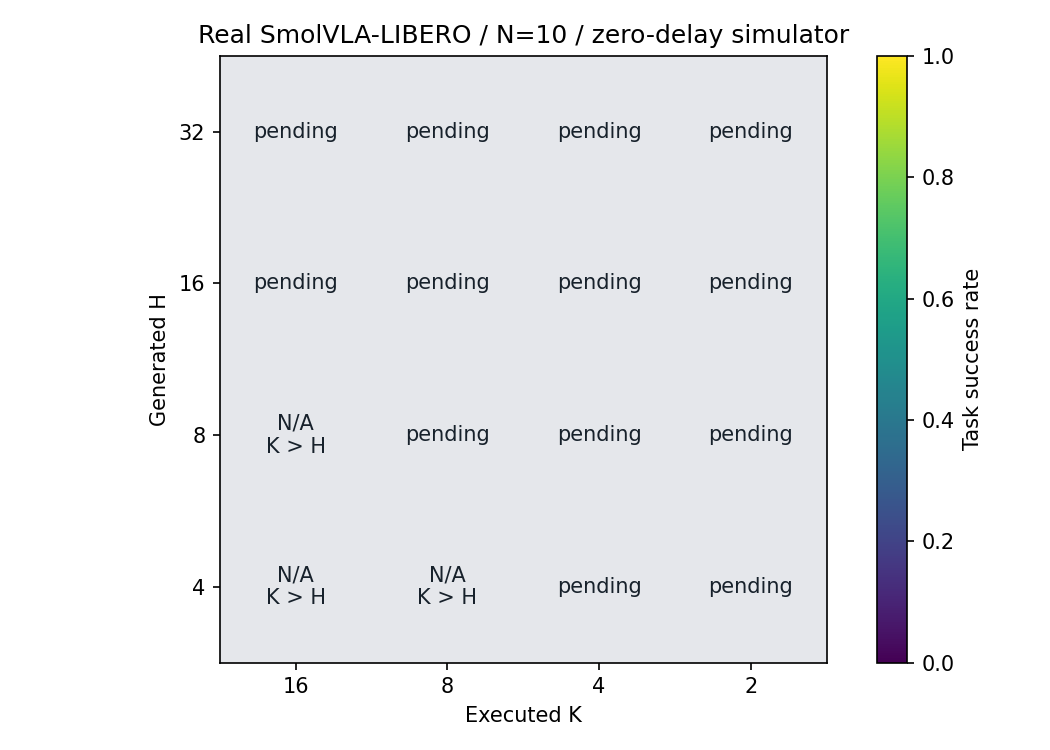 Real SmolVLA-LIBERO / N=10 / zero-delay simulator
32
pending
pending
pending
pending
16
pending
pending
pending
pending
8
N/A
K > H
pending
pending
pending
4
N/A
K > H
N/A
K > H
pending
pending
16
8
4
2
Executed K
Generated H
1.0
0.8
0.6
0.4
0.2
0.0
Task success rate